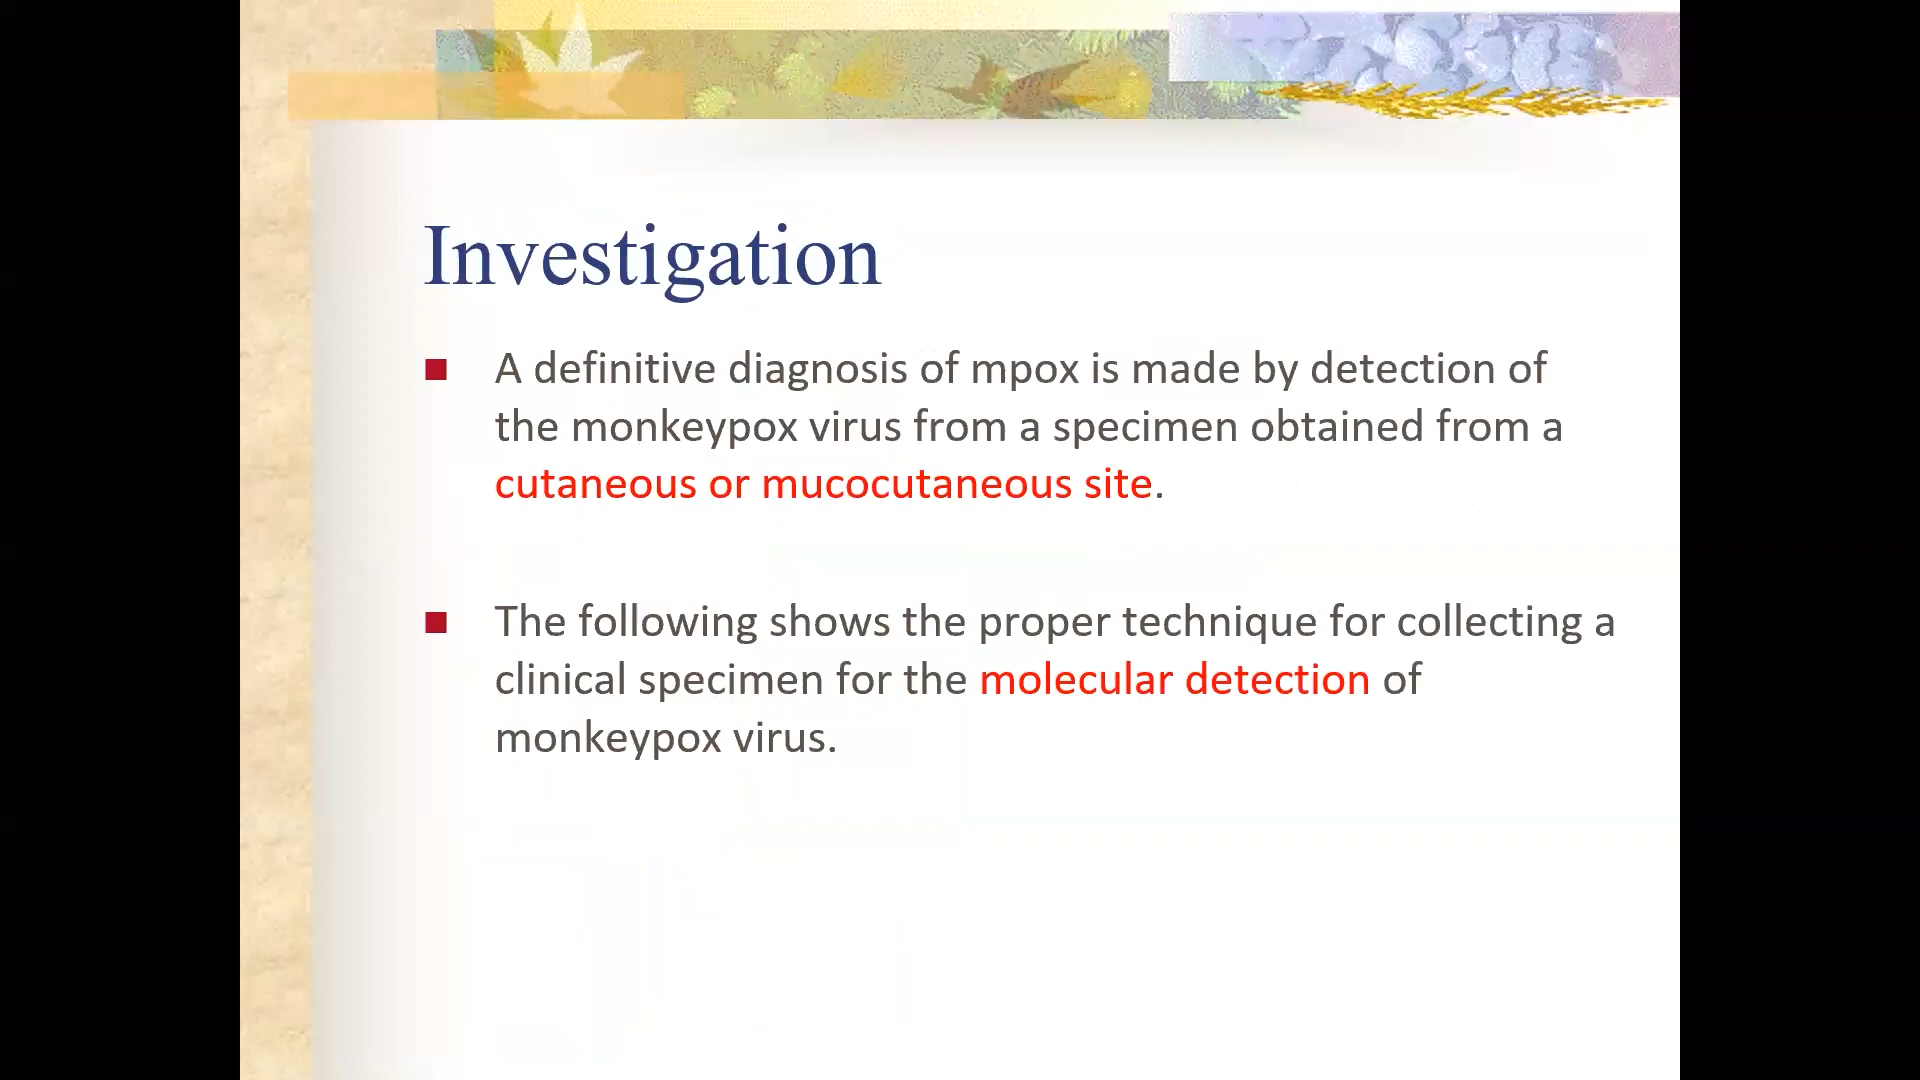 Investigation
A definitive diagnosis of mpox is made by detection of
the monkeypox virus from a specimen obtained from a
cutaneous or mucocutaneous site.
The following shows the proper technique for collecting a
clinical specimen for the molecular detection of
monkeypox virus.